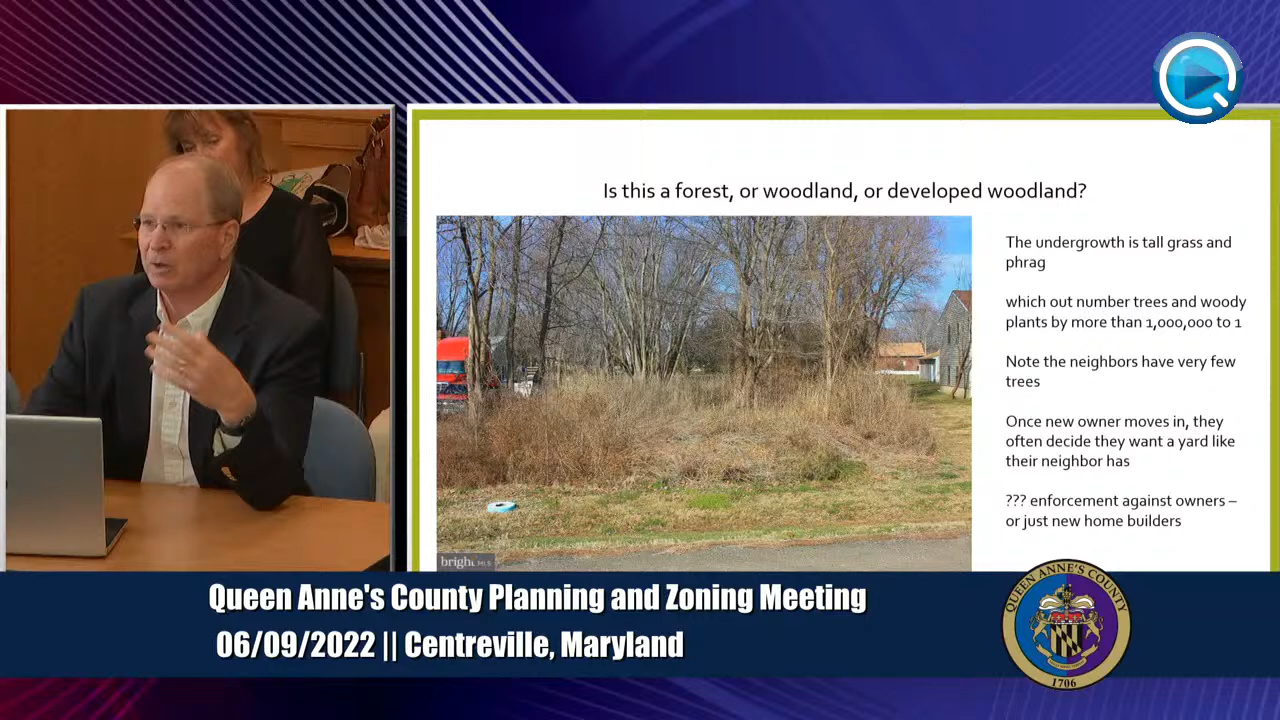 Is this a forest, or woodland, or developed woodland?
The undergrowth is tall grass and
phrag
which out number trees and woody
plants by more than 1,000,000 to 1
Note the neighbors have very few
trees
Once new owner moves in, they
often decide they want a yard like
their neighbor has
??? enforcement against owners –
or just new home builders
bright MLS
Queen Anne's County Planning and Zoning Meeting
06/09/2022 || Centreville, Maryland
QUEEN ANNE'S COUNTY
1706